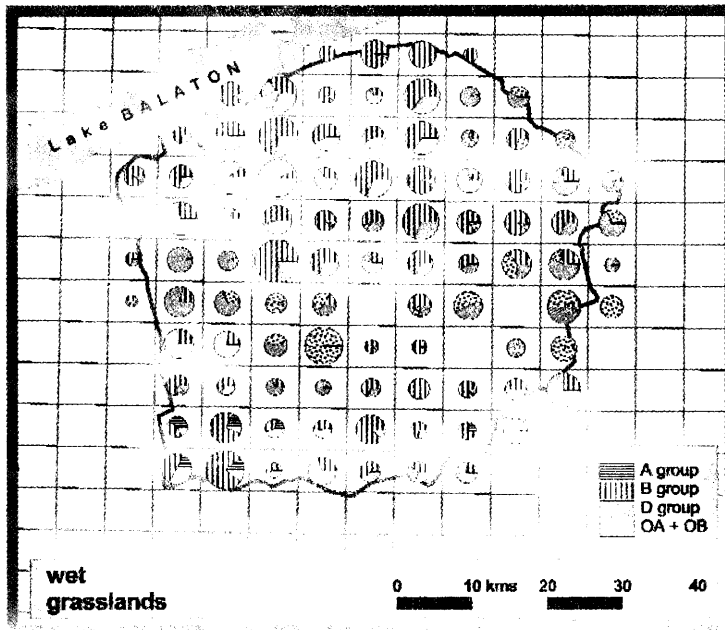 Lake BALATON
A group
B group
D group
OA + OB
wet
grasslands
0 10 kms 20 30 40